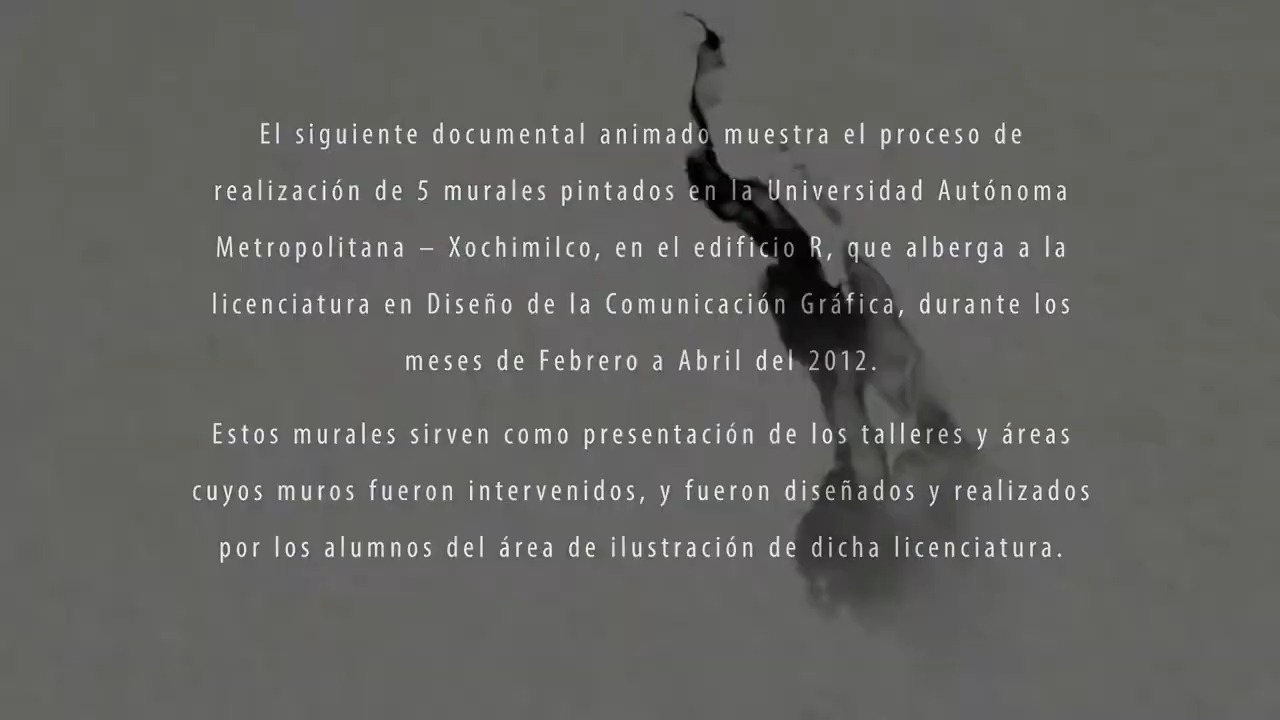 El siguiente documental animado muestra el proceso de
realización de 5 murales pintados en la Universidad Autónoma
Metropolitana – Xochimilco, en el edificio R, que alberga a la
licenciatura en Diseño de la Comunicación Gráfica, durante los
meses de Febrero a Abril del 2012.
Estos murales sirven como presentación de los talleres y áreas
cuyos muros fueron intervenidos, y fueron diseñados y realizados
por los alumnos del área de ilustración de dicha licenciatura.